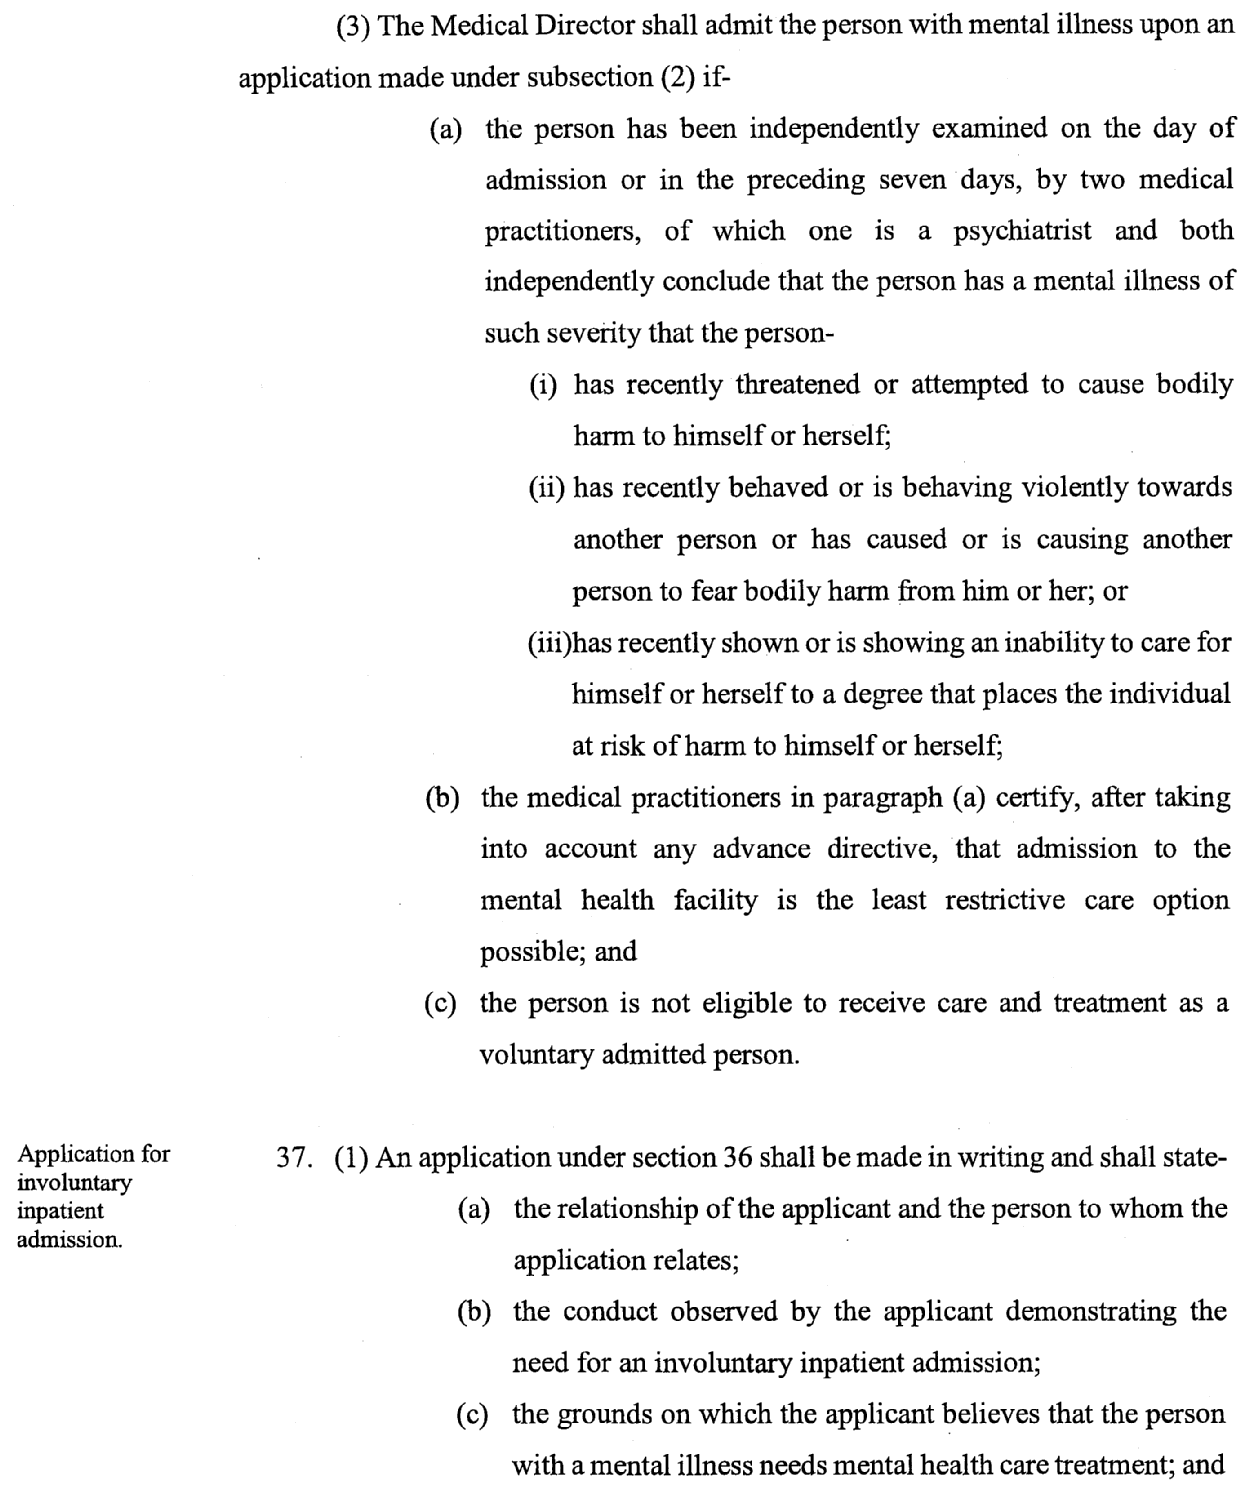 (3) The Medical Director shall admit the person with mental illness upon an
application made under subsection (2) if-
(a) the person has been independently examined on the day of
admission or in the preceding seven days, by two medical
practitioners, of which one is a psychiatrist and both
independently conclude that the person has a mental illness of
such severity that the person-
(i) has recently threatened or attempted to cause bodily
harm to himself or herself;
(ii) has recently behaved or is behaving violently towards
another person or has caused or is causing another
person to fear bodily harm from him or her; or
(iii)has recently shown or is showing an inability to care for
himself or herself to a degree that places the individual
at risk of harm to himself or herself;
(b) the medical practitioners in paragraph (a) certify, after taking
into account any advance directive, that admission to the
mental health facility is the least restrictive care option
possible; and
(c) the person is not eligible to receive care and treatment as a
voluntary admitted person.
Application for
involuntary
inpatient
admission.
37. (1) An application under section 36 shall be made in writing and shall state-
(a) the relationship of the applicant and the person to whom the
application relates;
(b) the conduct observed by the applicant demonstrating the
need for an involuntary inpatient admission;
(c) the grounds on which the applicant believes that the person
with a mental illness needs mental health care treatment; and